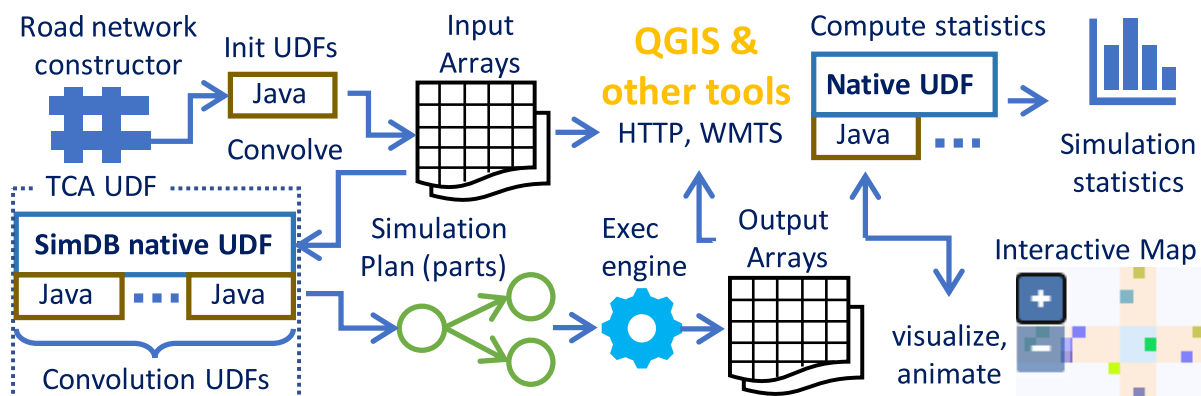 Road network
constructor
Init UDFs
Java
Convolve
Input
Arrays
QGIS &
other tools
HTTP, WMTS
Compute statistics
Native UDF
Java
Simulation
statistics
TCA UDF
SimDB native UDF
Java
Java
Convolution UDFs
Simulation
Plan (parts)
Exec
engine
Output
Arrays
visualize,
animate
Interactive Map
+
−